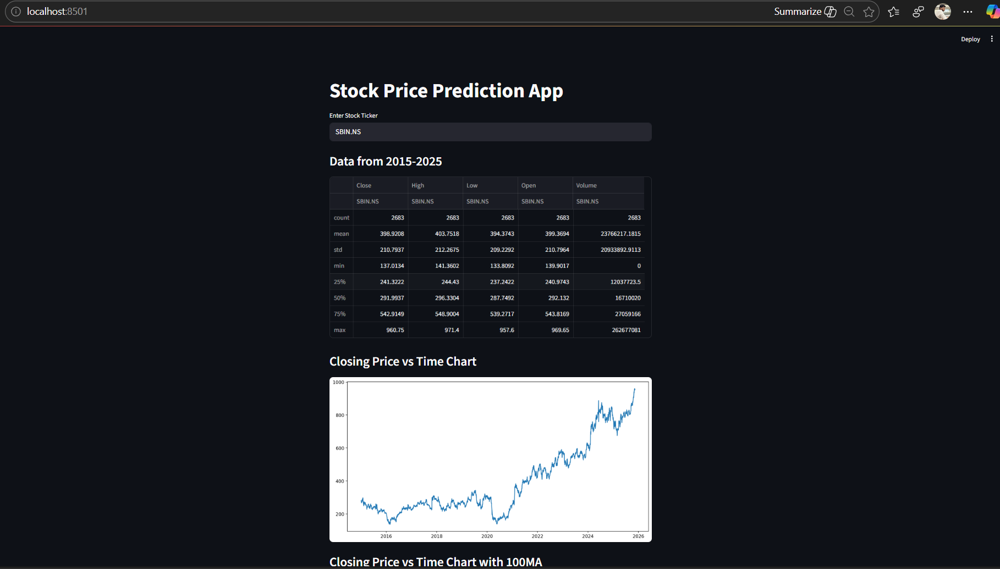 localhost:8501
Summarize
Deploy
Stock Price Prediction App
Enter Stock Ticker
SBIN.NS
Data from 2015-2025
Close High Low Open Volume
SBIN.NS SBIN.NS SBIN.NS SBIN.NS SBIN.NS
count 2683 2683 2683 2683 2683
mean 398.9208 403.7518 394.3743 399.3694 23766217.1815
std 210.7937 212.2675 209.2292 210.7964 20933892.9113
min 137.0134 141.3602 133.8092 139.9017 0
25% 241.3222 244.43 237.2422 240.9743 12037723.5
50% 291.9937 296.3304 287.7492 292.132 16710020
75% 542.9149 548.9004 539.2717 543.8169 27059166
max 960.75 971.4 957.6 969.65 262677081
Closing Price vs Time Chart
1000
800
600
400
200
2016 2018 2020 2022 2024 2026
Closing Price vs Time Chart with 100MA